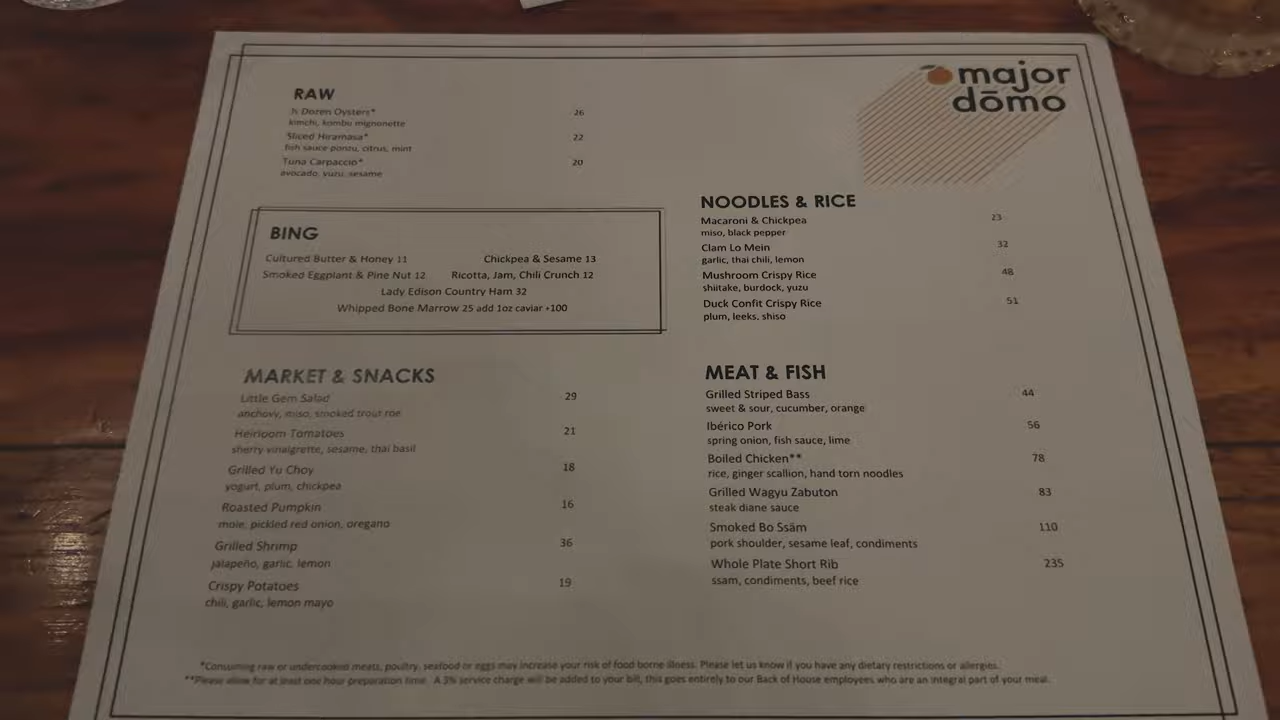 major
dōmo
RAW
½ Dozen Oysters* 26
kimchi, kombu mignonette
Sliced Hiramasa* 22
fish sauce ponzu, citrus, mint
Tuna Carpaccio* 20
avocado, yuzu, sesame
BING
Cultured Butter & Honey 11 Chickpea & Sesame 13
Smoked Eggplant & Pine Nut 12 Ricotta, Jam, Chili Crunch 12
Lady Edison Country Ham 32
Whipped Bone Marrow 25 add 1oz caviar +100
MARKET & SNACKS
Little Gem Salad 29
anchovy, miso, smoked trout roe
Heirloom Tomatoes 21
sherry vinaigrette, sesame, thai basil
Grilled Yu Choy 18
yogurt, plum, chickpea
Roasted Pumpkin 16
mole, pickled red onion, oregano
Grilled Shrimp 36
jalapeño, garlic, lemon
Crispy Potatoes 19
chili, garlic, lemon mayo
NOODLES & RICE
Macaroni & Chickpea 23
miso, black pepper
Clam Lo Mein 32
garlic, thai chili, lemon
Mushroom Crispy Rice 48
shiitake, burdock, yuzu
Duck Confit Crispy Rice 51
plum, leeks, shiso
MEAT & FISH
Grilled Striped Bass 44
sweet & sour, cucumber, orange
Ibérico Pork 56
spring onion, fish sauce, lime
Boiled Chicken** 78
rice, ginger scallion, hand torn noodles
Grilled Wagyu Zabuton 83
steak diane sauce
Smoked Bo Ssäm 110
pork shoulder, sesame leaf, condiments
Whole Plate Short Rib 235
ssam, condiments, beef rice
*Consuming raw or undercooked meats, poultry, seafood or eggs may increase your risk of food borne illness. Please let us know if you have any dietary restrictions or allergies.
**Please allow for at least one hour preparation time. A 3% service charge will be added to your bill, this goes entirely to our Back of House employees who are an integral part of your meal.